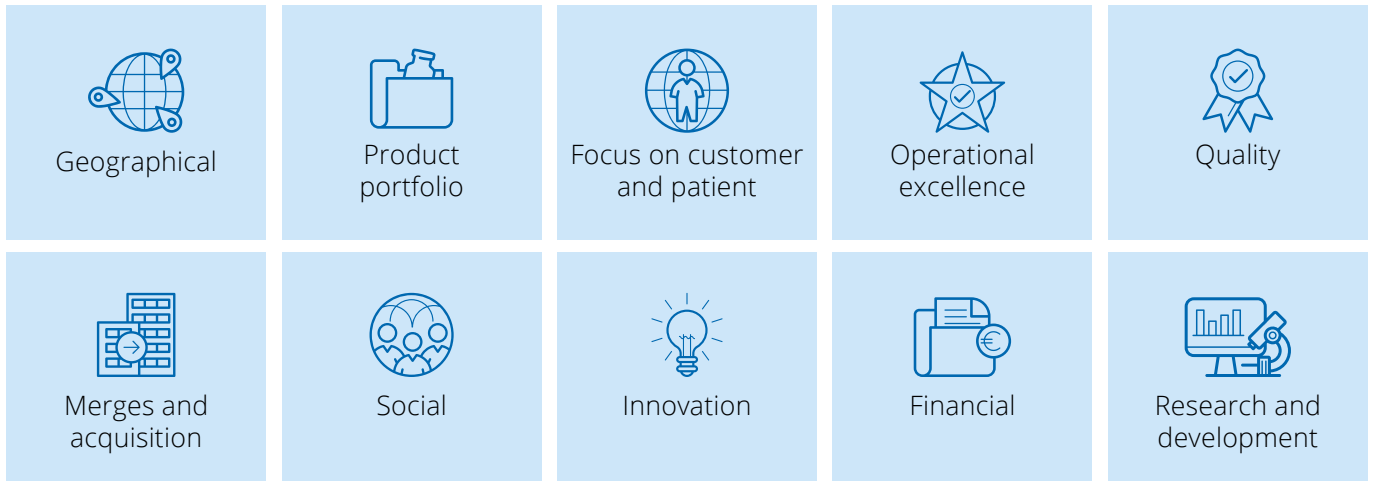 Geographical
Product
portfolio
Focus on customer
and patient
Operational
excellence
Quality
Merges and
acquisition
Social
Innovation
Financial
Research and
development